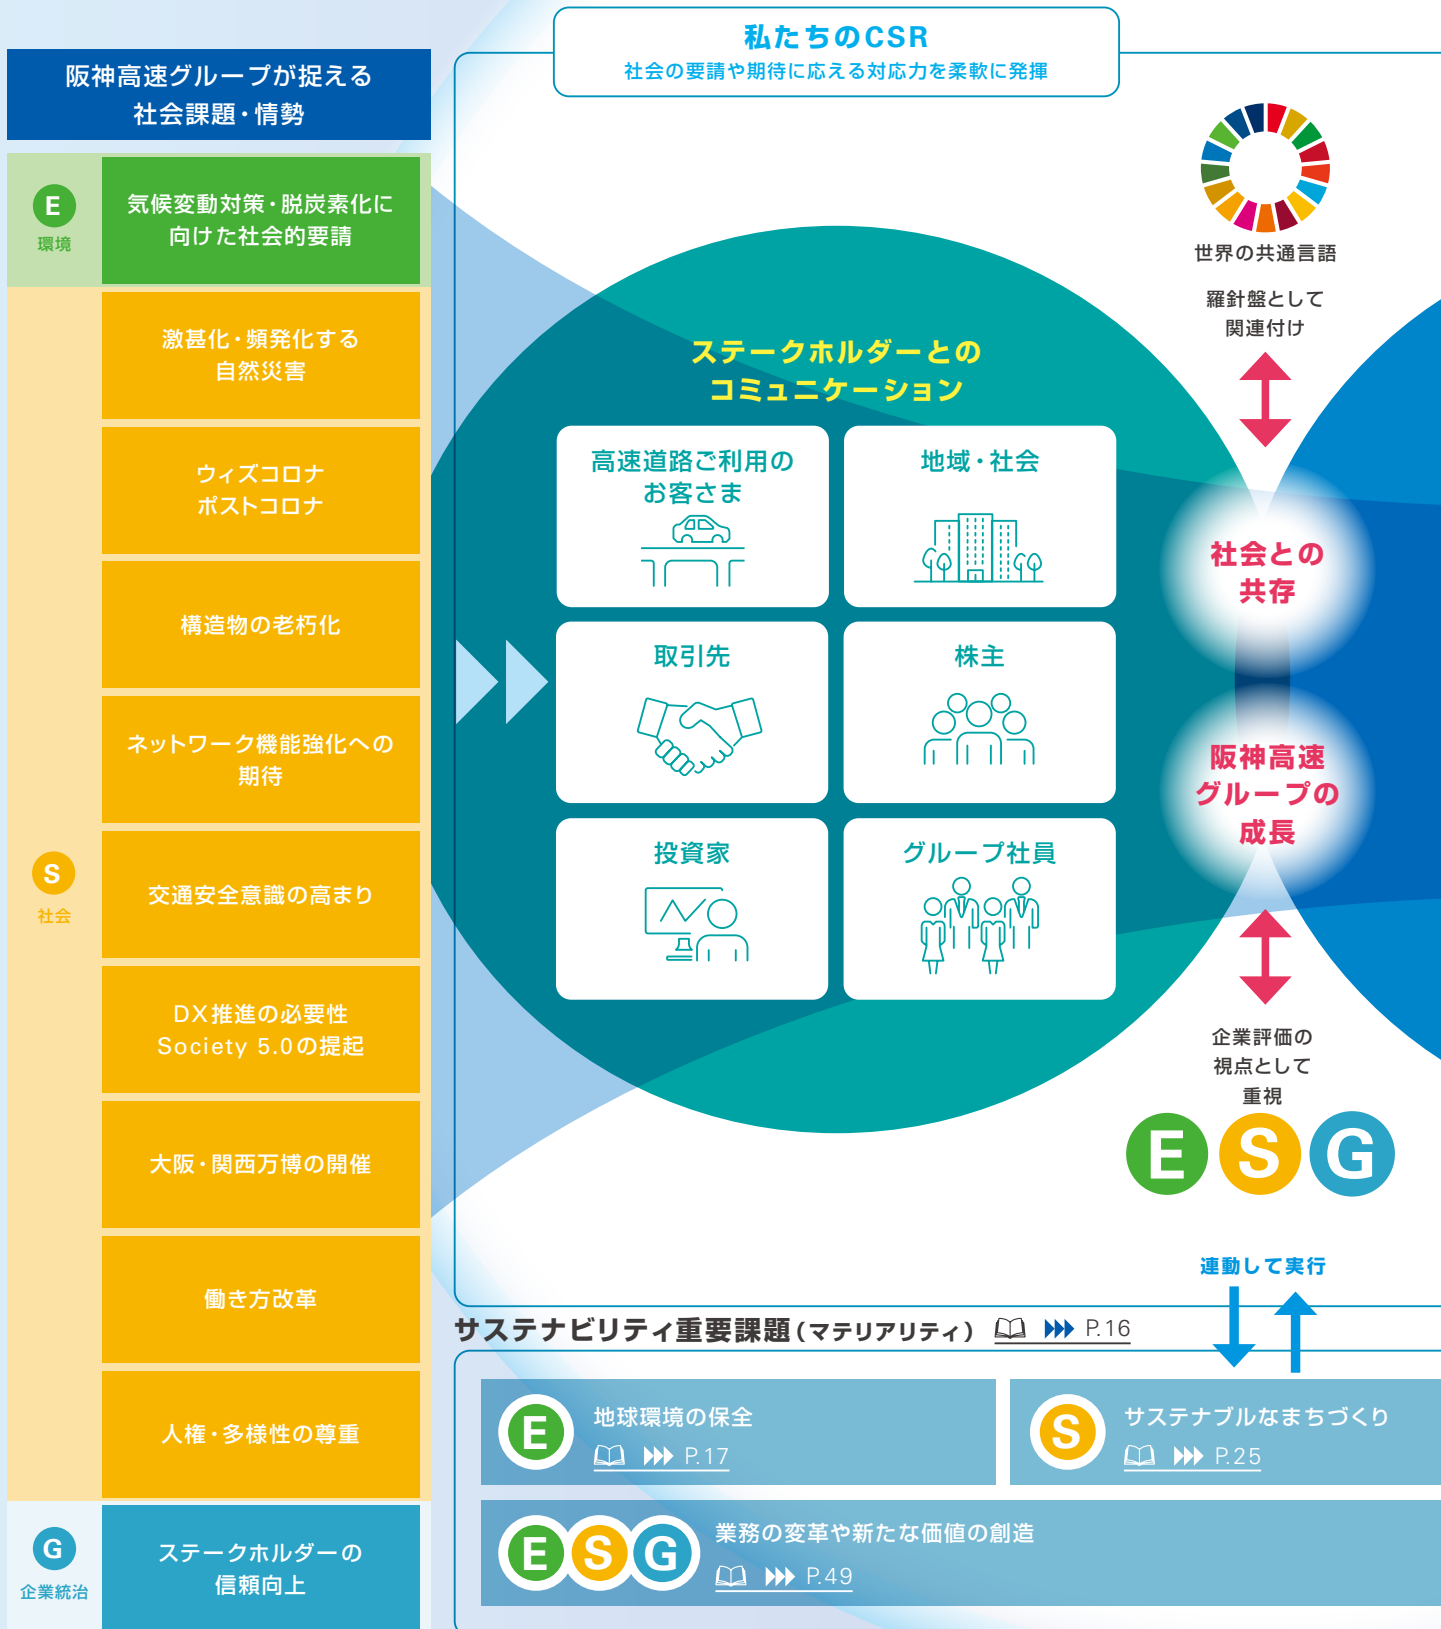 私たちのCSR
社会の要請や期待に応える対応力を柔軟に発揮
阪神高速グループが捉える
社会課題・情勢
E
環境
気候変動対策・脱炭素化に
向けた社会的要請
S
社会
激甚化・頻発化する
自然災害
ウィズコロナ
ポストコロナ
構造物の老朽化
ネットワーク機能強化への
期待
交通安全意識の高まり
DX推進の必要性
Society 5.0の提起
大阪・関西万博の開催
働き方改革
人権・多様性の尊重
G
企業統治
ステークホルダーの
信頼向上
ステークホルダーとの
コミュニケーション
高速道路ご利用の
お客さま
地域・社会
取引先
株主
投資家
グループ社員
世界の共通言語
羅針盤として
関連付け
社会との
共存
阪神高速
グループの
成長
企業評価の
視点として
重視
E S G
連動して実行
サステナビリティ重要課題（マテリアリティ） P.16
E
地球環境の保全
P.17
S
サステナブルなまちづくり
P.25
E S G
業務の変革や新たな価値の創造
P.49